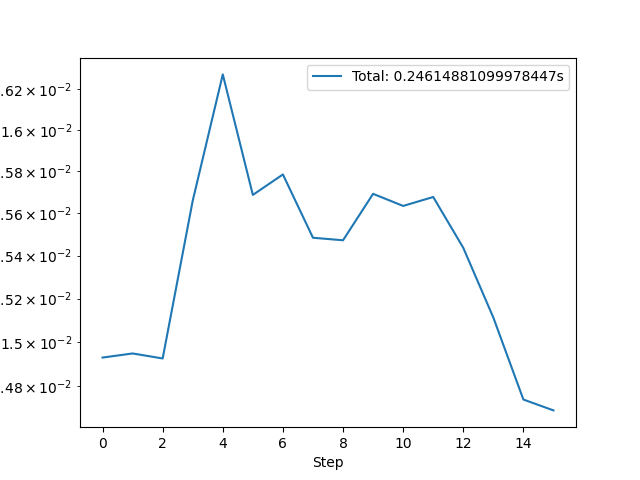 Total: 0.24614881099978447s
.62 × 10⁻²
1.6 × 10⁻²
.58 × 10⁻²
.56 × 10⁻²
.54 × 10⁻²
.52 × 10⁻²
1.5 × 10⁻²
.48 × 10⁻²
0 2 4 6 8 10 12 14
Step